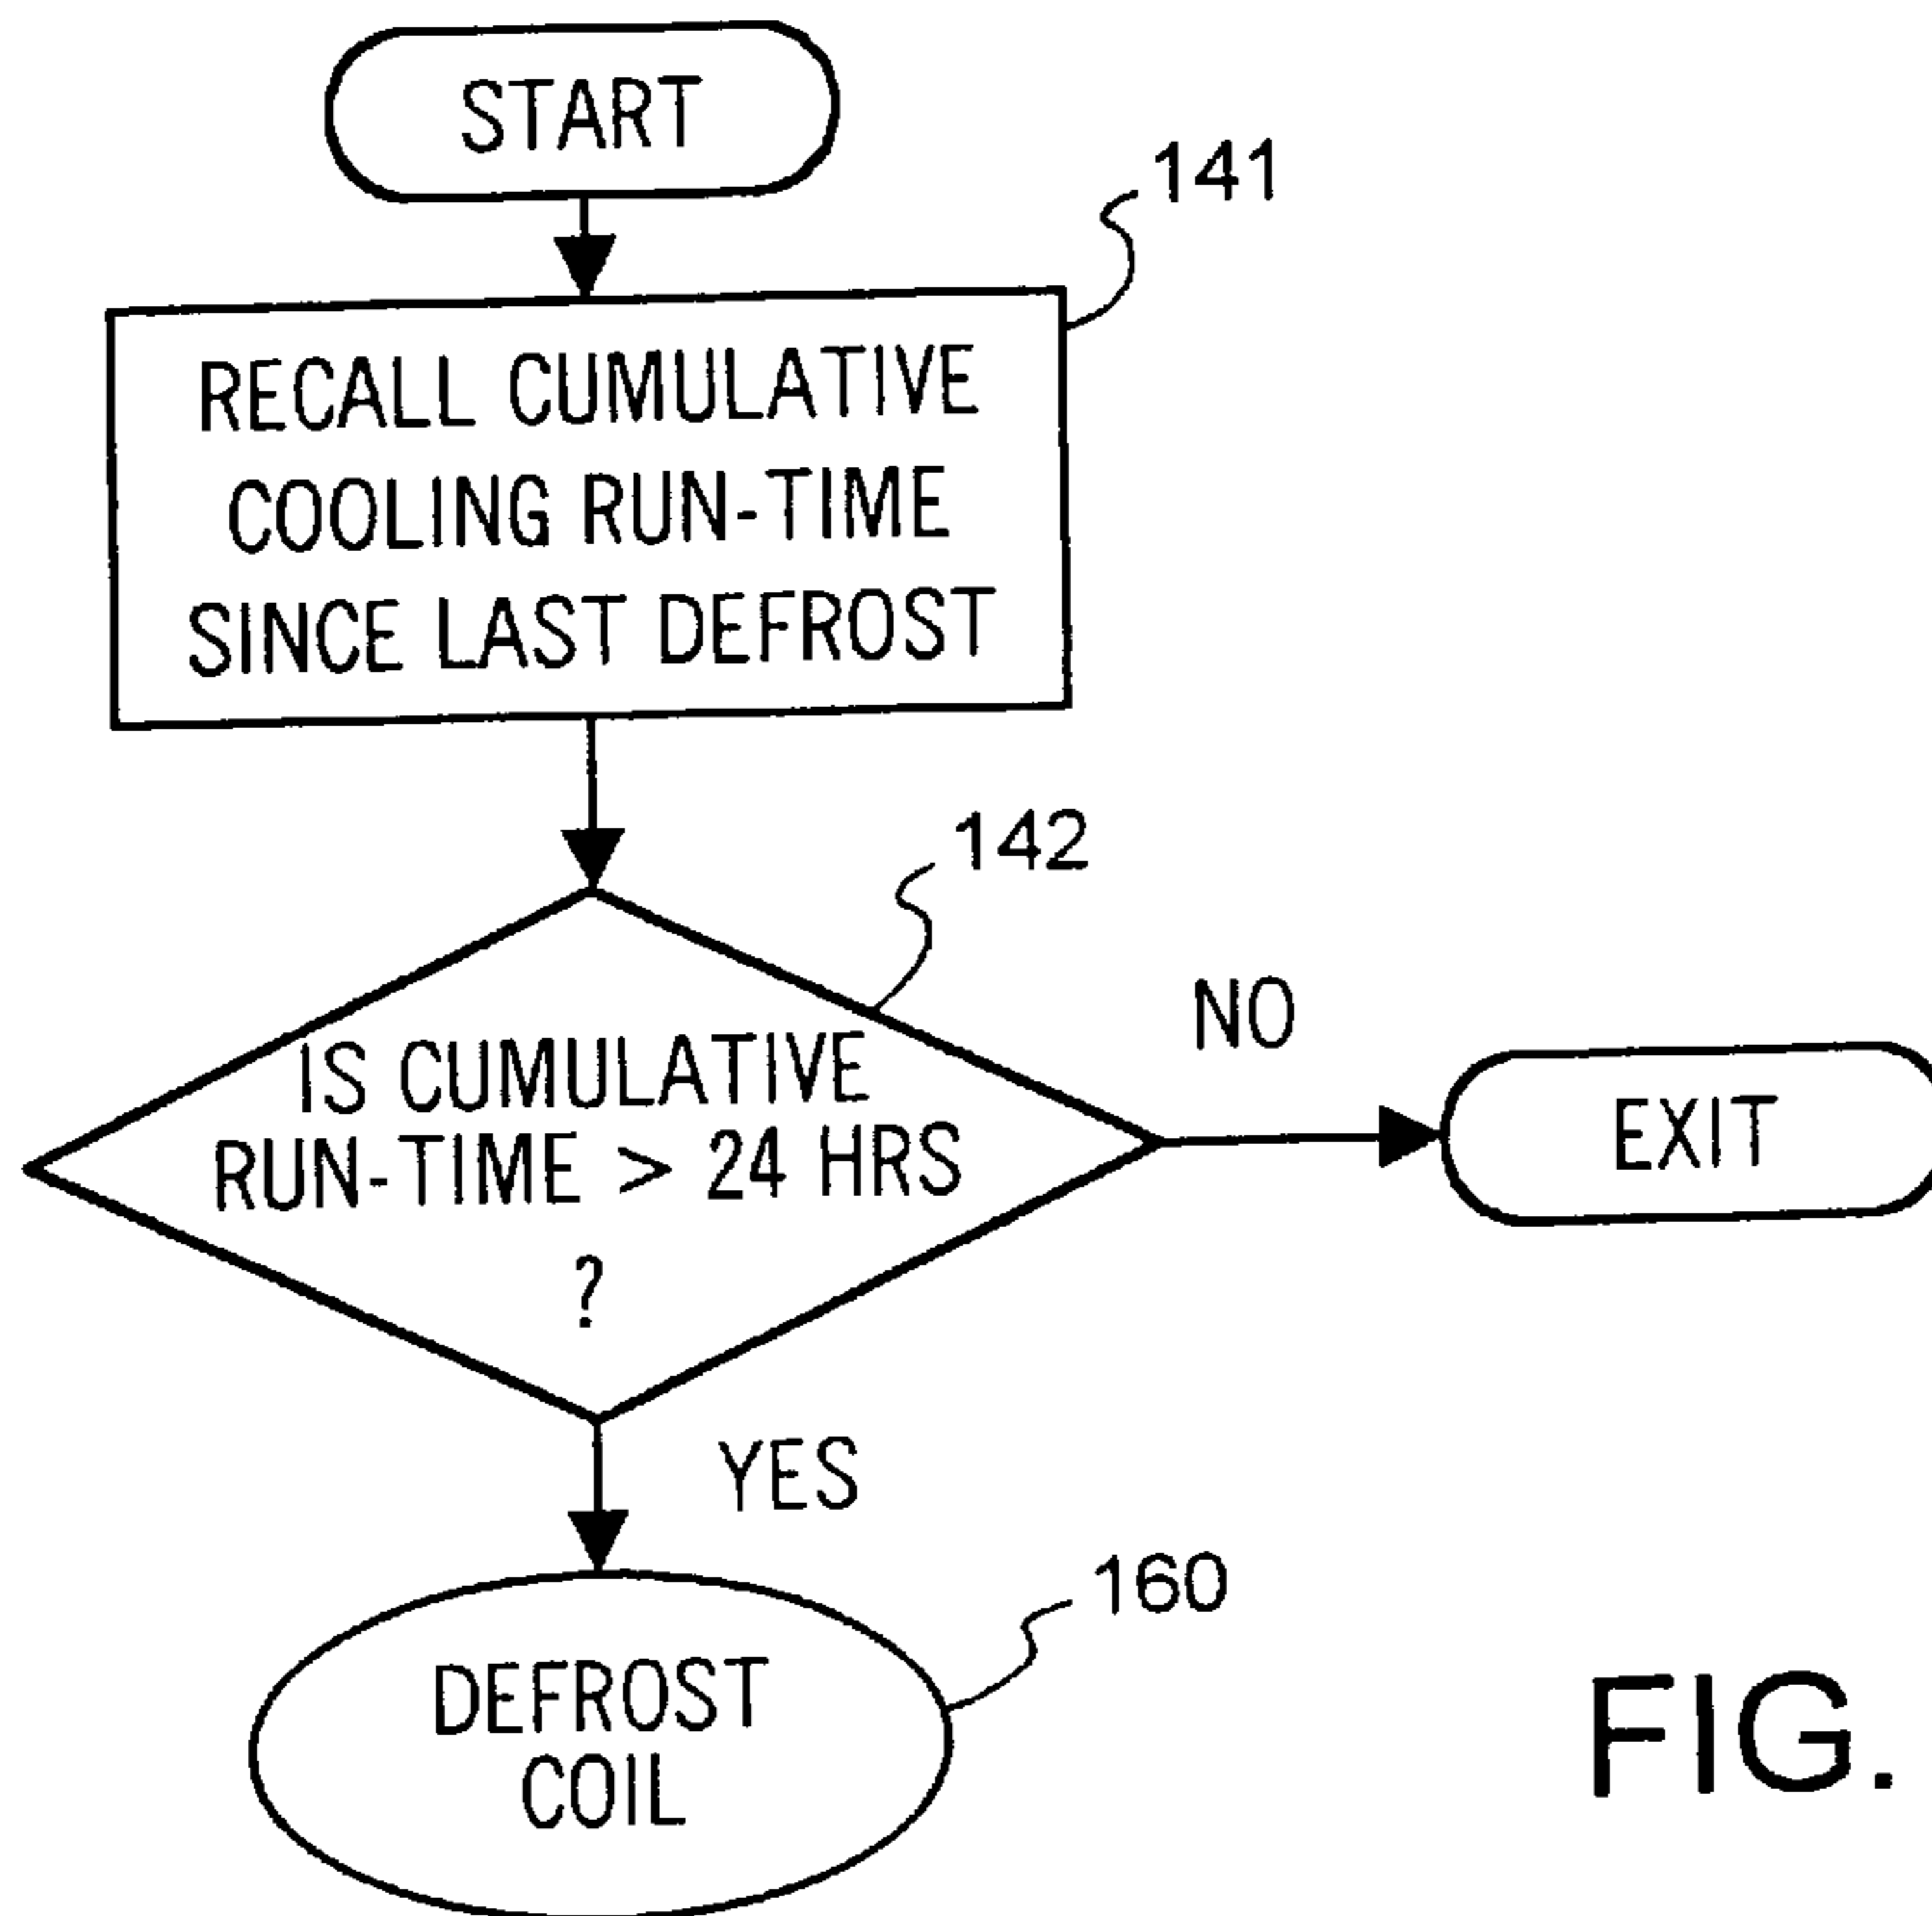 START
141
RECALL CUMULATIVE
COOLING RUN-TIME
SINCE LAST DEFROST
142
IS CUMULATIVE
RUN-TIME > 24 HRS
?
NO
EXIT
YES
160
DEFROST
COIL
FIG.